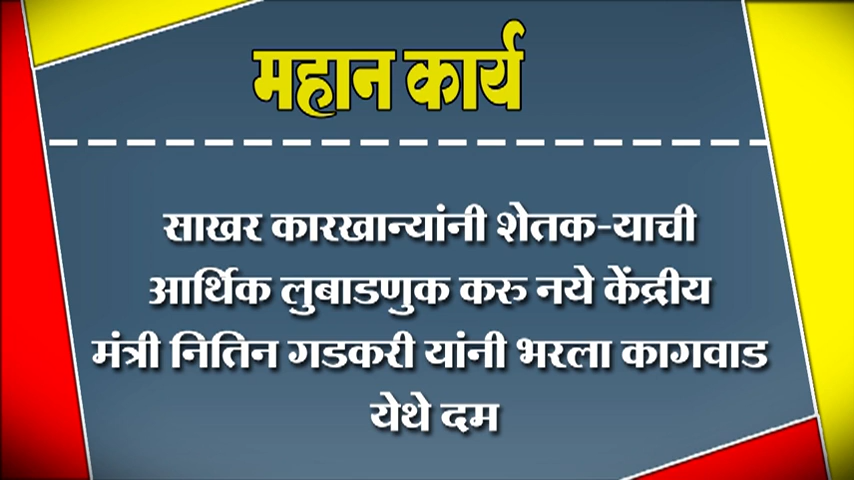 महान कार्य
साखर कारखान्यांनी शेतक-याची
आर्थिक लुबाडणुक करु नये केंद्रीय
मंत्री नितिन गडकरी यांनी भरला कागवाड
येथे दम